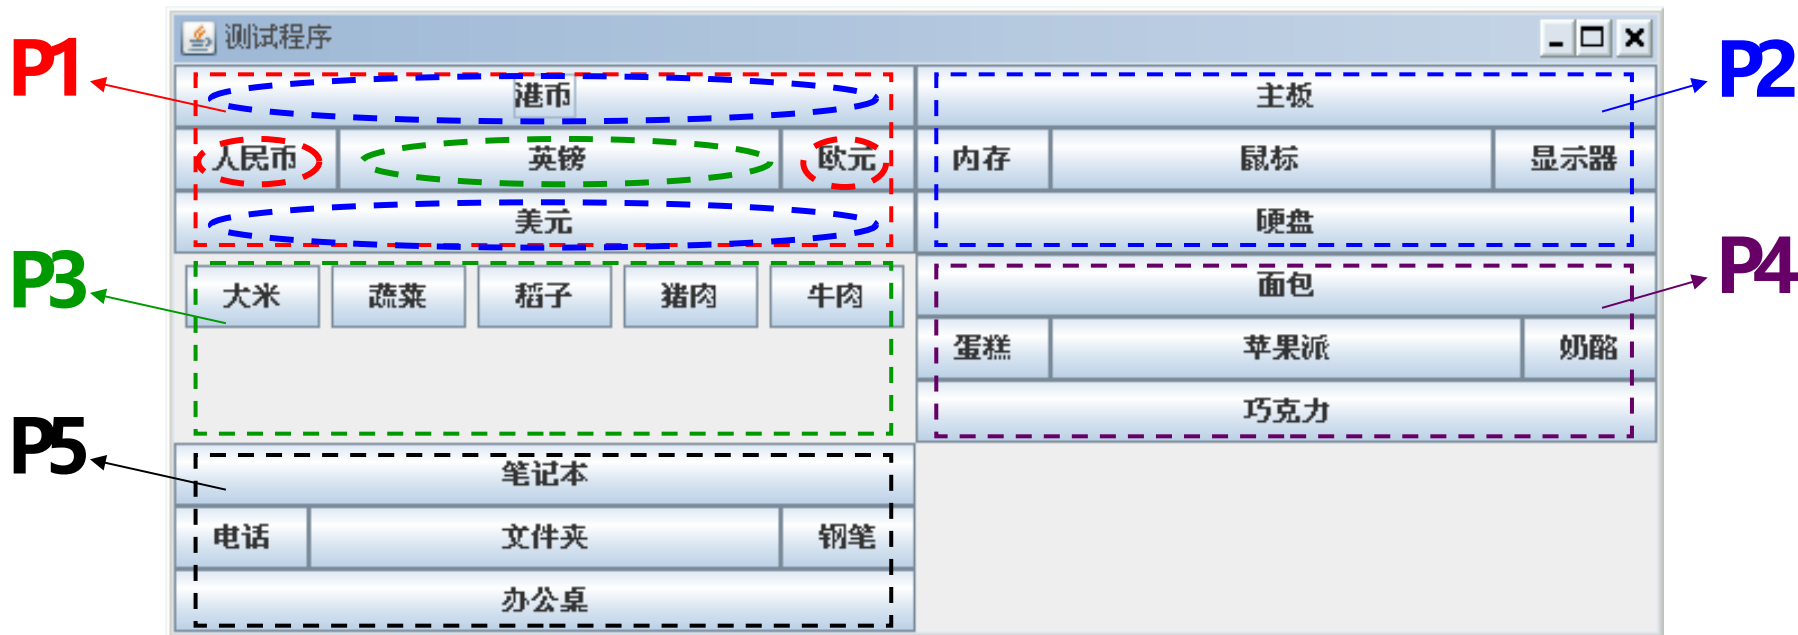 测试程序
P1
港币
主板
P2
人民币 英镑 欧元
内存 鼠标 显示器
美元
硬盘
P3
大米 蔬菜 稻子 猪肉 牛肉
面包
P4
蛋糕 苹果派 奶酪
巧克力
P5
笔记本
电话 文件夹 钢笔
办公桌